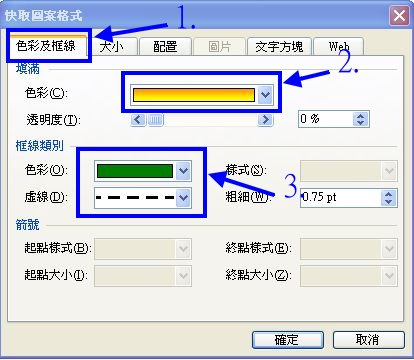 快取圖案格式
1.
色彩及框線 大小 配置 圖片 文字方塊 Web
填滿
2.
色彩(C):
透明度(T): 0 %
框線類別
色彩(O): 樣式(S):
3.
虛線(D): 粗細(W): 0.75 pt
箭號
起點樣式(B): 終點樣式(E):
起點大小(I): 終點大小(Z):
確定 取消